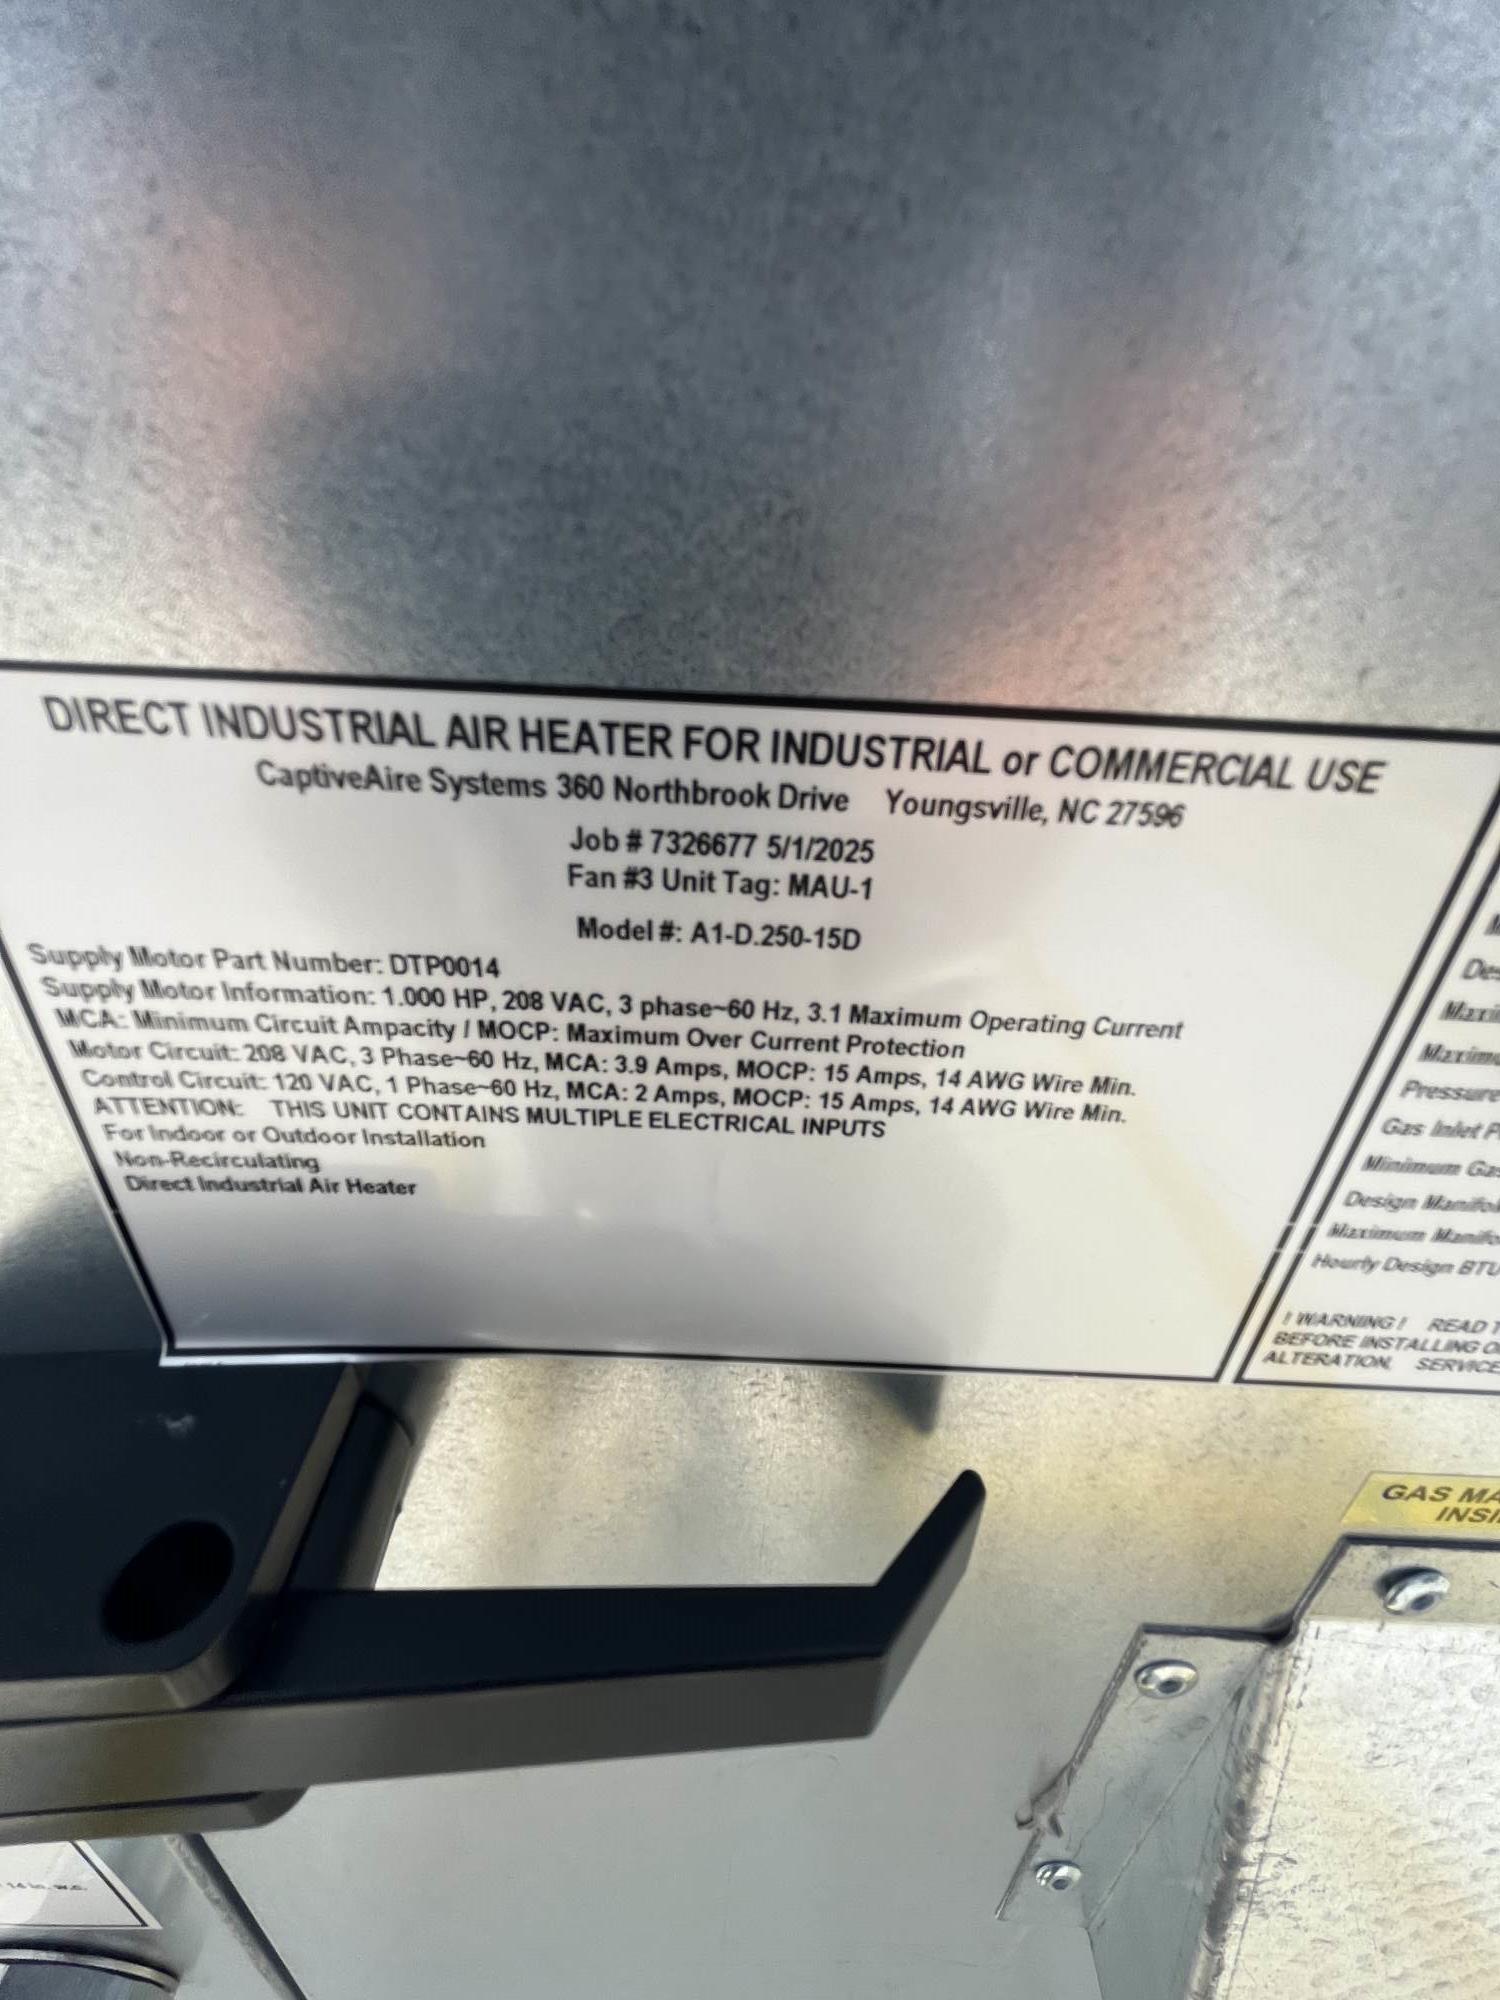 DIRECT INDUSTRIAL AIR HEATER FOR INDUSTRIAL or COMMERCIAL USE
CaptiveAire Systems 360 Northbrook Drive Youngsville, NC 27596
Job # 7326677 5/1/2025
Fan #3 Unit Tag: MAU-1
Model #: A1-D.250-15D
Supply Motor Part Number: DTP0014
Supply Motor Information: 1.000 HP, 208 VAC, 3 phase~60 Hz, 3.1 Maximum Operating Current
MCA: Minimum Circuit Ampacity / MOCP: Maximum Over Current Protection
Motor Circuit: 208 VAC, 3 Phase~60 Hz, MCA: 3.9 Amps, MOCP: 15 Amps, 14 AWG Wire Min.
Control Circuit: 120 VAC, 1 Phase~60 Hz, MCA: 2 Amps, MOCP: 15 Amps, 14 AWG Wire Min.
ATTENTION: THIS UNIT CONTAINS MULTIPLE ELECTRICAL INPUTS
For Indoor or Outdoor Installation
Non-Recirculating
Direct Industrial Air Heater
Pressure
Gas Inlet
Minimum Gas
Design
Maximum
Hourly Design BTU
! WARNING! READ
BEFORE INSTALLING
ALTERATION, SERVICE
GAS
14 in. w.c.